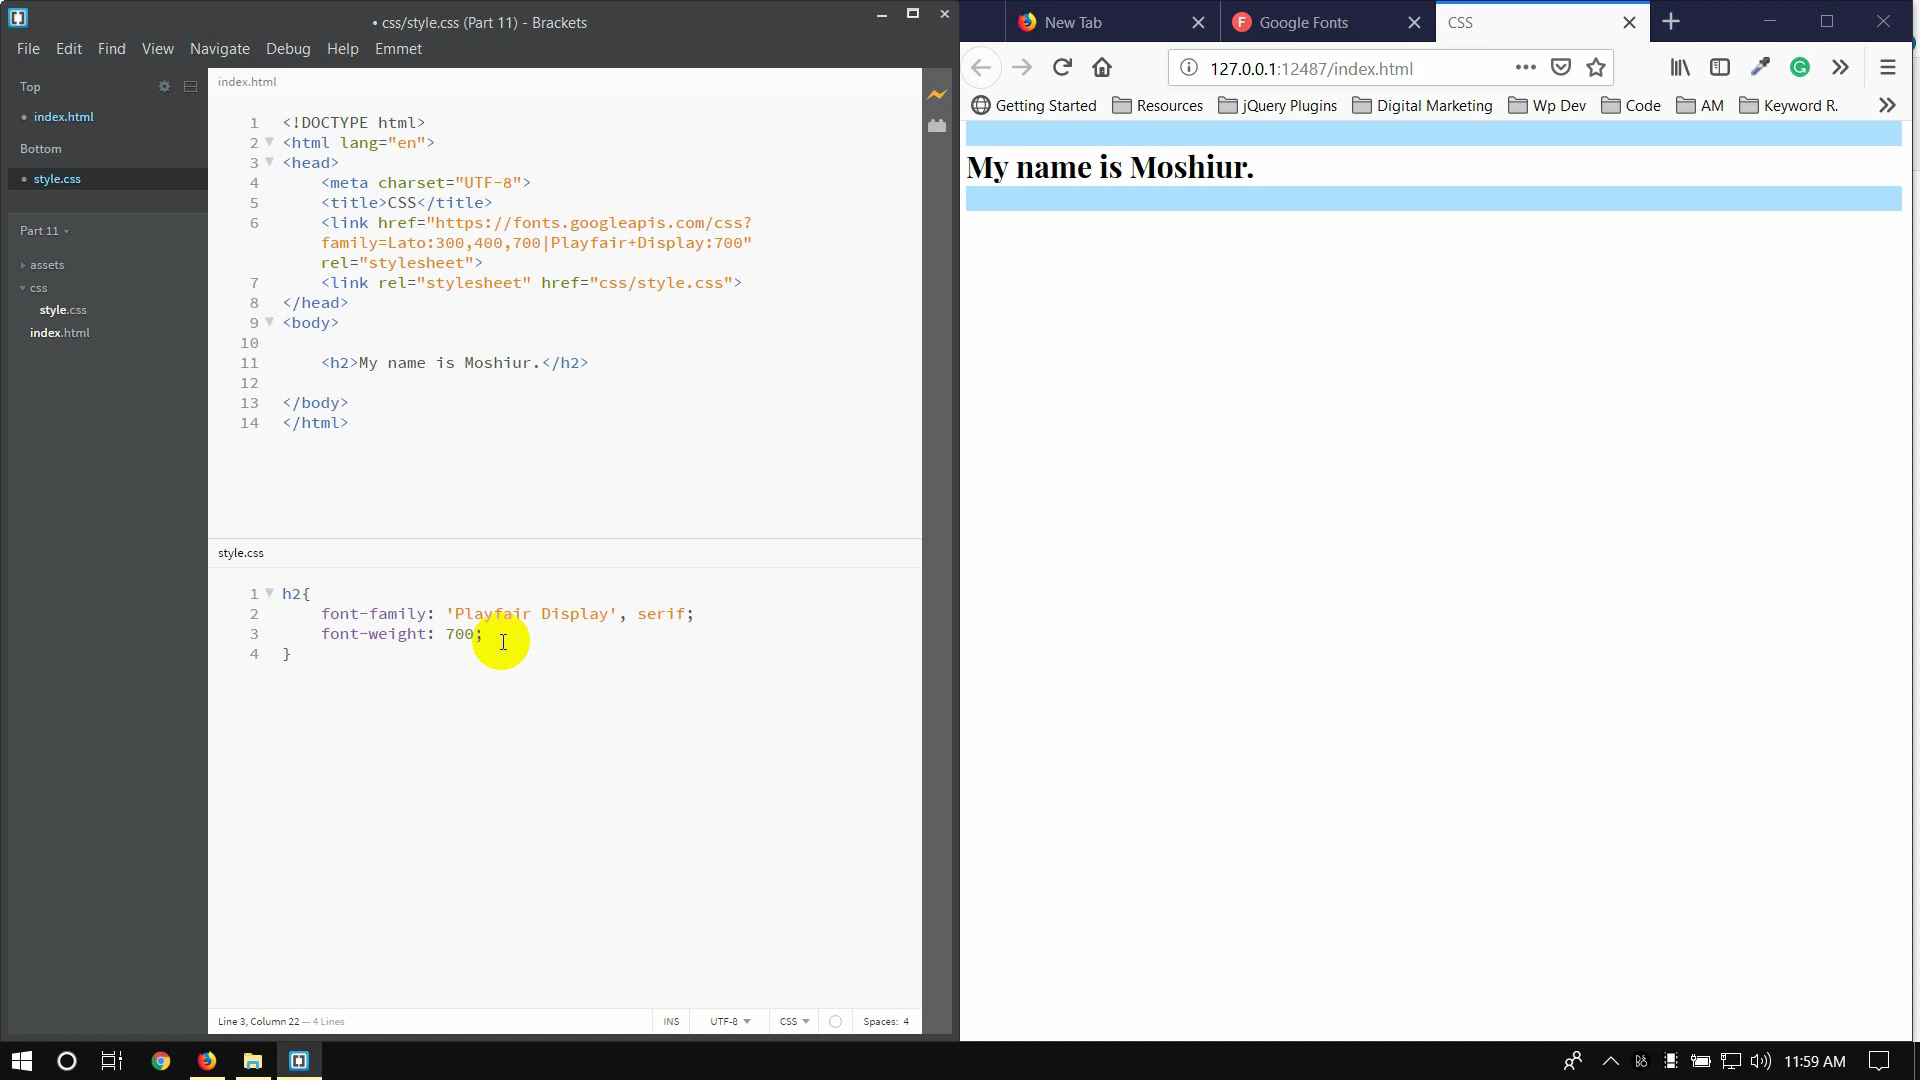 • css/style.css (Part 11) - Brackets
File Edit Find View Navigate Debug Help Emmet
Top
• index.html
Bottom
• style.css
Part 11
assets
css
style.css
index.html
index.html
1 <!DOCTYPE html>
2 <html lang="en">
3 <head>
4 <meta charset="UTF-8">
5 <title>CSS</title>
6 <link href="https://fonts.googleapis.com/css?
family=Lato:300,400,700|Playfair+Display:700"
rel="stylesheet">
7 <link rel="stylesheet" href="css/style.css">
8 </head>
9 <body>
10
11 <h2>My name is Moshiur.</h2>
12
13 </body>
14 </html>
style.css
1 h2{
2 font-family: 'Playfair Display', serif;
3 font-weight: 700;
4 }
Line 3, Column 22 — 4 Lines
INS UTF-8 CSS Spaces: 4
New Tab Google Fonts CSS
127.0.0.1:12487/index.html
Getting Started Resources jQuery Plugins Digital Marketing Wp Dev Code AM Keyword R.
My name is Moshiur.
11:59 AM